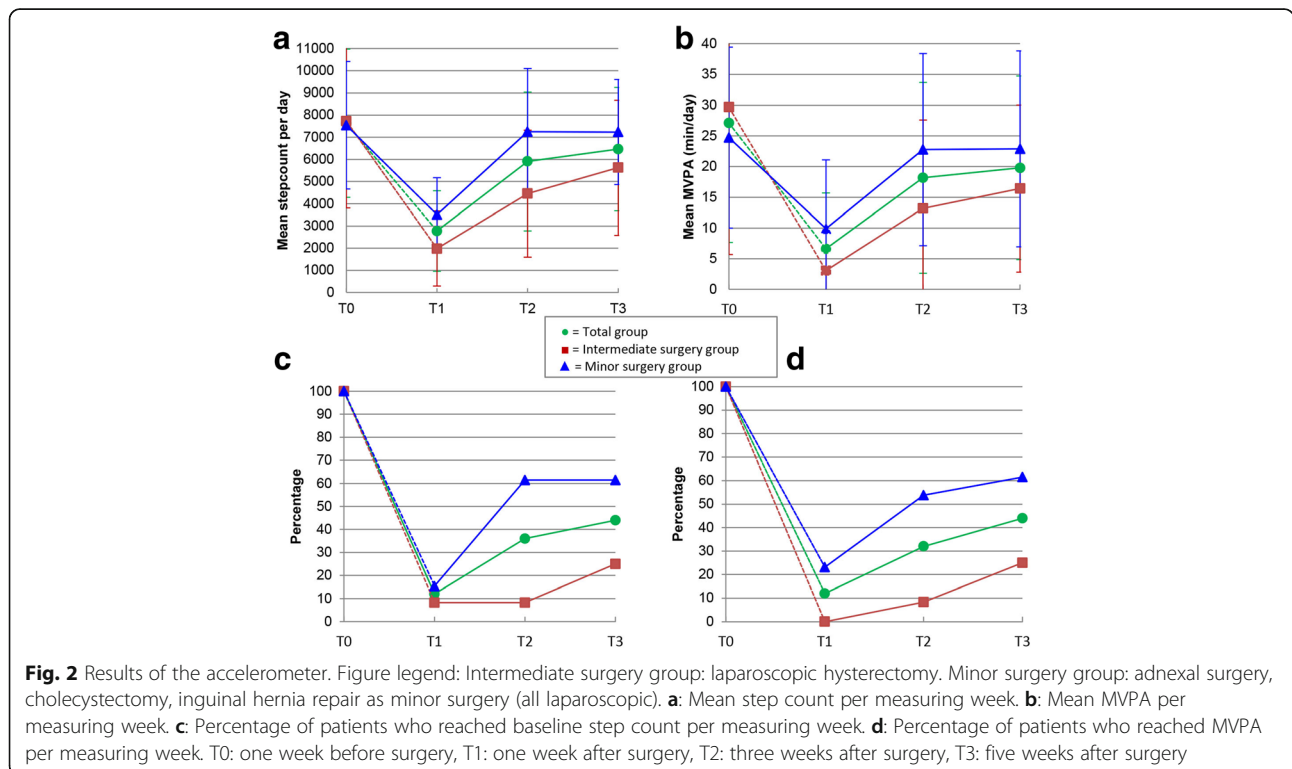 a
b
11000
10000
9000
8000
7000
6000
5000
4000
3000
2000
1000
0
Mean stepcount per day
T0 T1 T2 T3
40
35
30
25
20
15
10
5
0
Mean MVPA (min/day)
T0 T1 T2 T3
= Total group
= Intermediate surgery group
= Minor surgery group
c
d
100
90
80
70
60
50
40
30
20
10
0
Percentage
T0 T1 T2 T3
100
90
80
70
60
50
40
30
20
10
0
Percentage
T0 T1 T2 T3
Fig. 2 Results of the accelerometer. Figure legend: Intermediate surgery group: laparoscopic hysterectomy. Minor surgery group: adnexal surgery,
cholecystectomy, inguinal hernia repair as minor surgery (all laparoscopic). a: Mean step count per measuring week. b: Mean MVPA per
measuring week. c: Percentage of patients who reached baseline step count per measuring week. d: Percentage of patients who reached MVPA
per measuring week. T0: one week before surgery, T1: one week after surgery, T2: three weeks after surgery, T3: five weeks after surgery